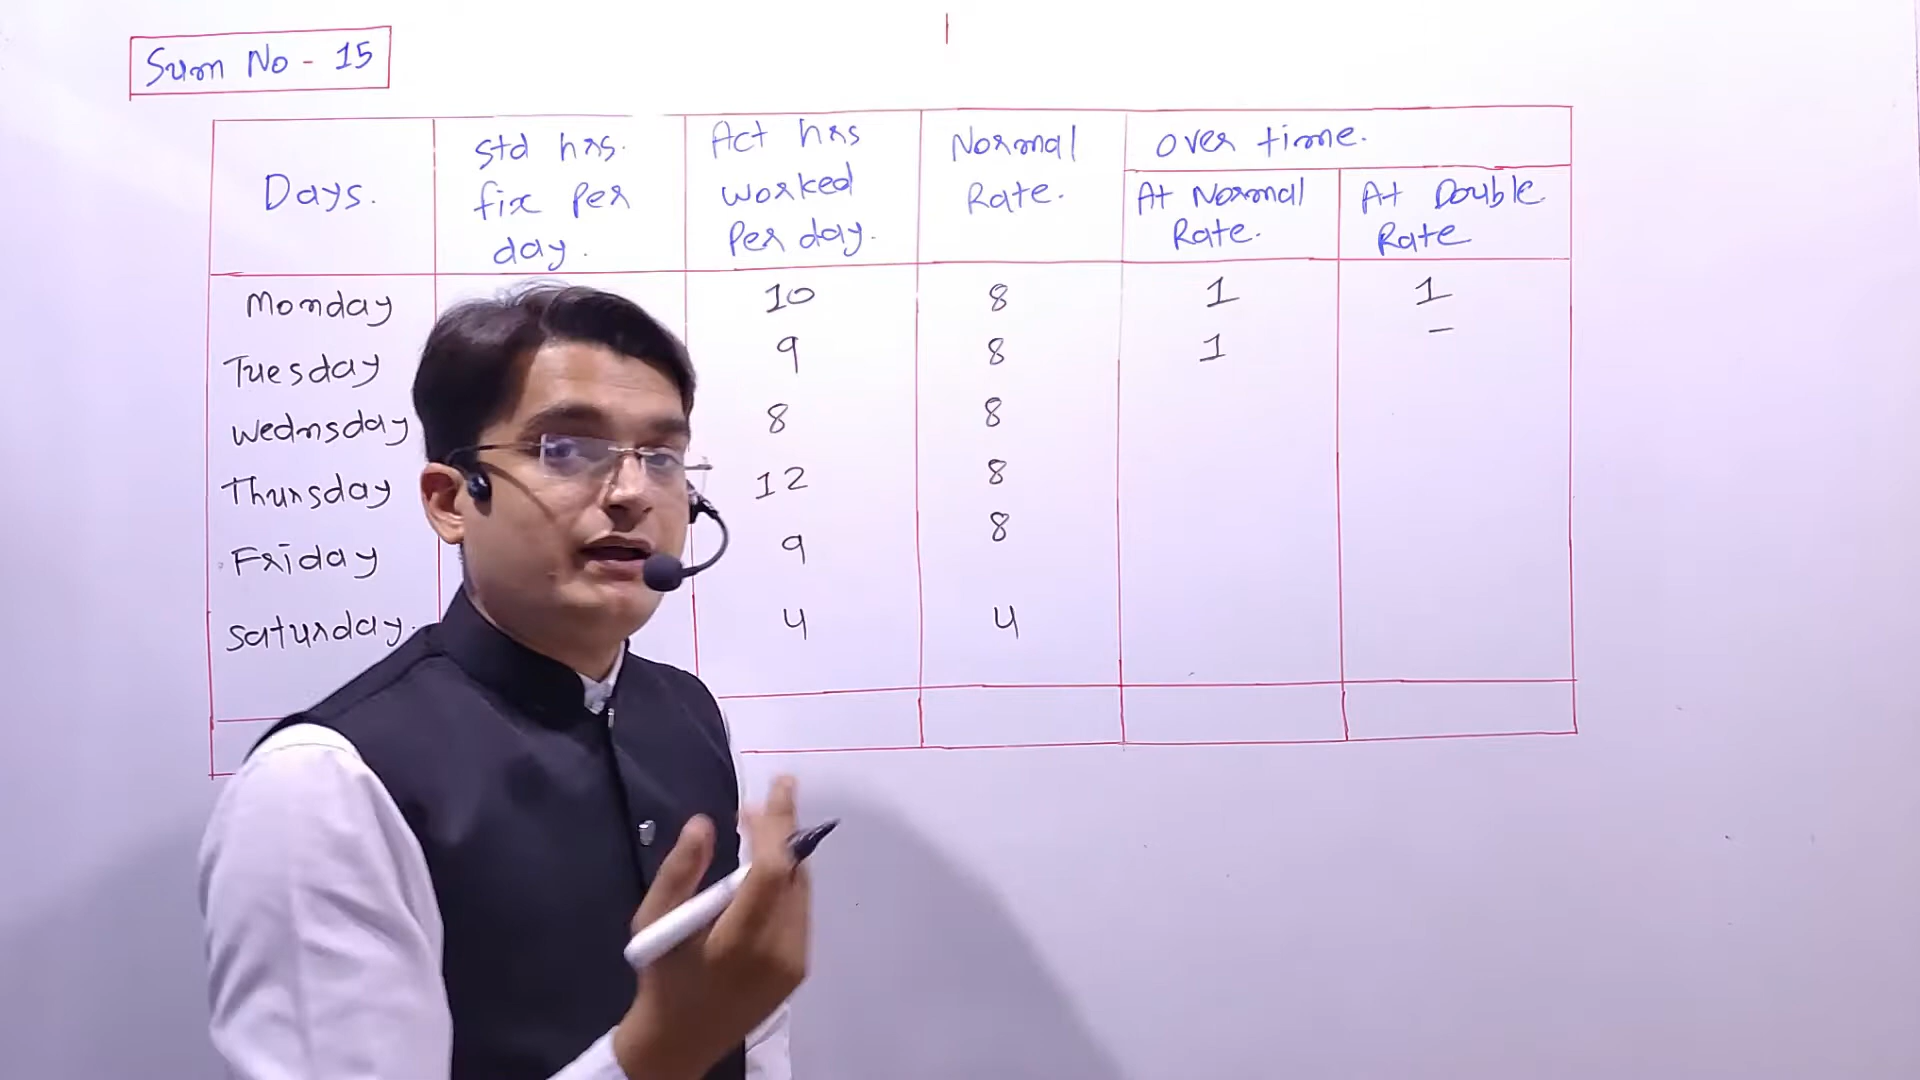 Sum No - 15
Days.
Std hrs.
fix per
day.
Act hrs
worked
Per day.
Normal
Rate.
over time.
At Normal
Rate.
At Double
Rate
Monday 10 8 1 1
Tuesday 9 8 1 -
Wednsday 8 8
Thursday 12 8
Friday 9 8
Saturday. 4 4